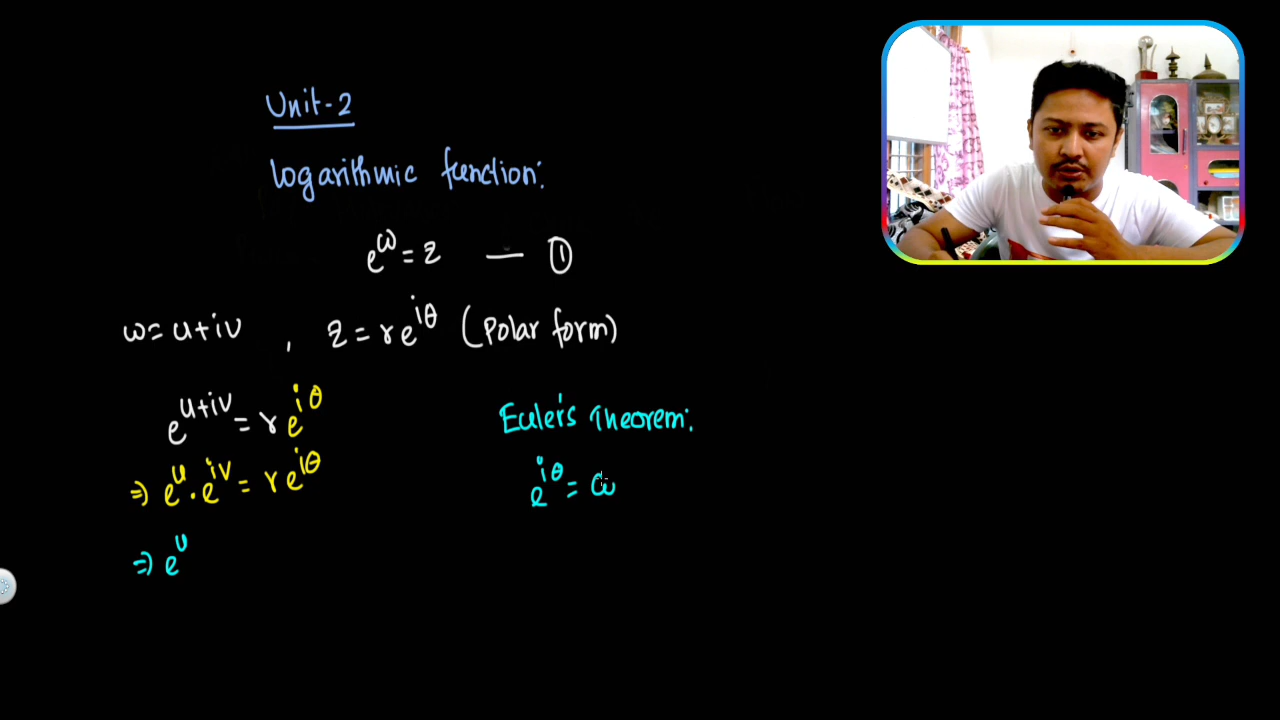 Unit-2
Logarithmic function:
e^ω = z — ①
ω = u+iv , z = re^iθ (Polar form)
e^u+iv = re^iθ
⇒ e^u . e^iv = re^iθ
⇒ e^u
Euler's Theorem:
e^iθ = co